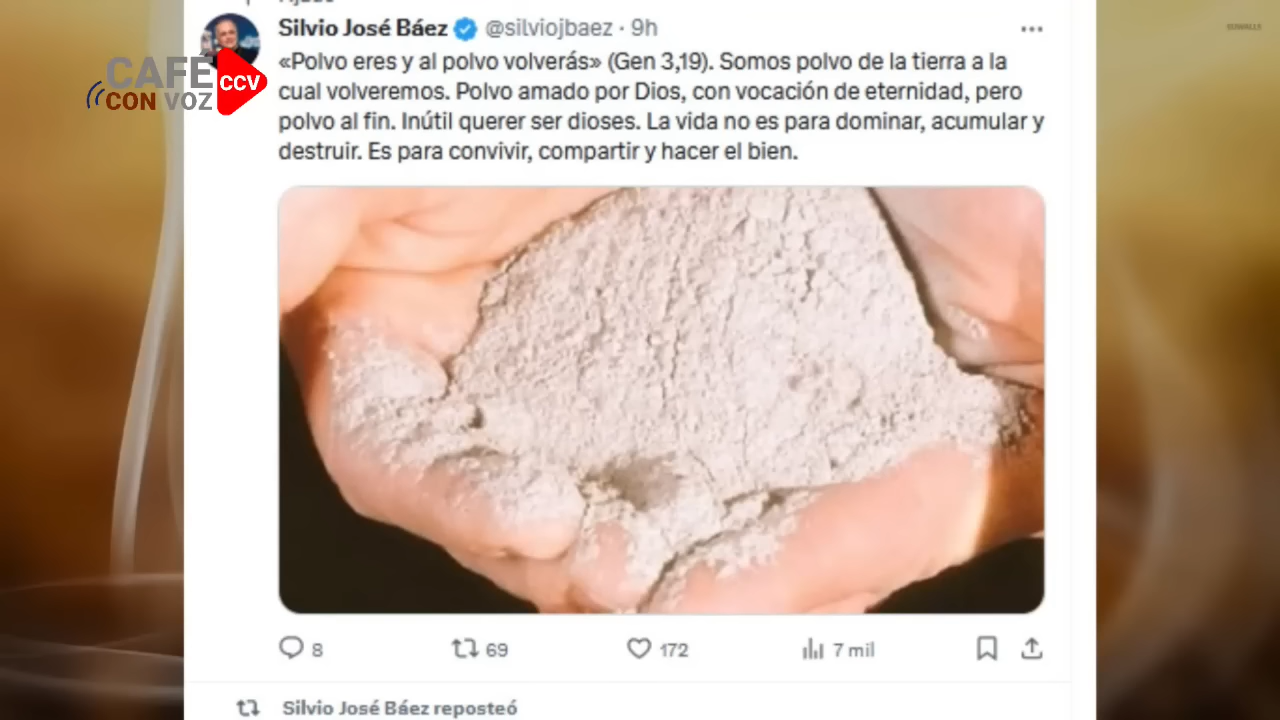 Silvio José Báez @silviojbaez · 9h
«Polvo eres y al polvo volverás» (Gen 3,19). Somos polvo de la tierra a la
cual volveremos. Polvo amado por Dios, con vocación de eternidad, pero
polvo al fin. Inútil querer ser dioses. La vida no es para dominar, acumular y
destruir. Es para convivir, compartir y hacer el bien.
CAFÉ
CON VOZ
CCV
8 69 172 7 mil
Silvio José Báez reposteó